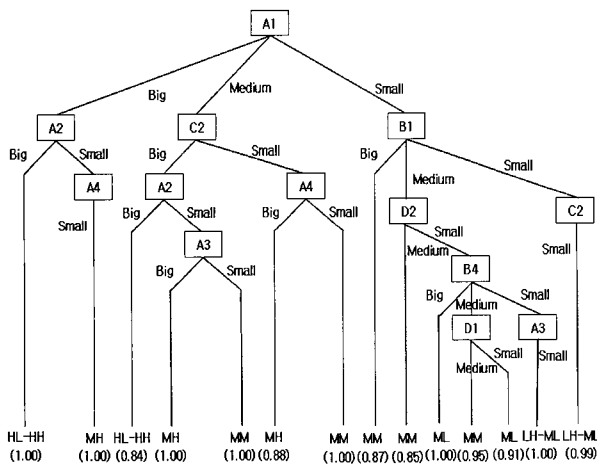 A1
Big Medium Small
A2 C2 B1
Big Small Big Small Big Medium Small
A4 A2 A4 D2 C2
Small Big Small Big Small Medium Small Small
A3 B4
Big Small Big Medium Small
D1 A3
Medium Small Small
HL-HH MH HL-HH MH MM MH MM MM MM ML MM ML LH-ML LH-ML
(1.00) (1.00) (0.84) (1.00) (1.00) (0.88) (1.00) (0.87) (0.85) (1.00) (0.95) (0.91) (1.00) (0.99)